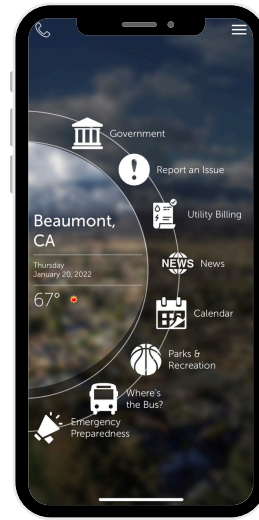 Government
Report an Issue
Utility Billing
Beaumont,
CA
Thursday
January 20, 2022
67°
NEWS News
Calendar
Parks &
Recreation
Where's
the Bus?
Emergency
Preparedness